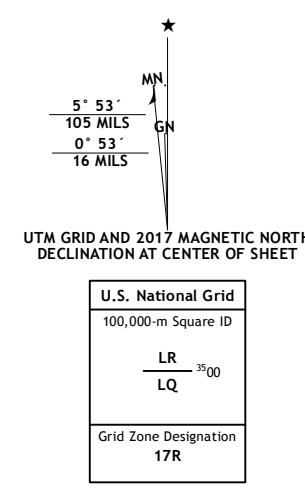 ★
MN
5° 53´
105 MILS
GN
0° 53´
16 MILS
UTM GRID AND 2017 MAGNETIC NORTH
DECLINATION AT CENTER OF SHEET
U.S. National Grid
100,000-m Square ID
LR
3500
LQ
Grid Zone Designation
17R